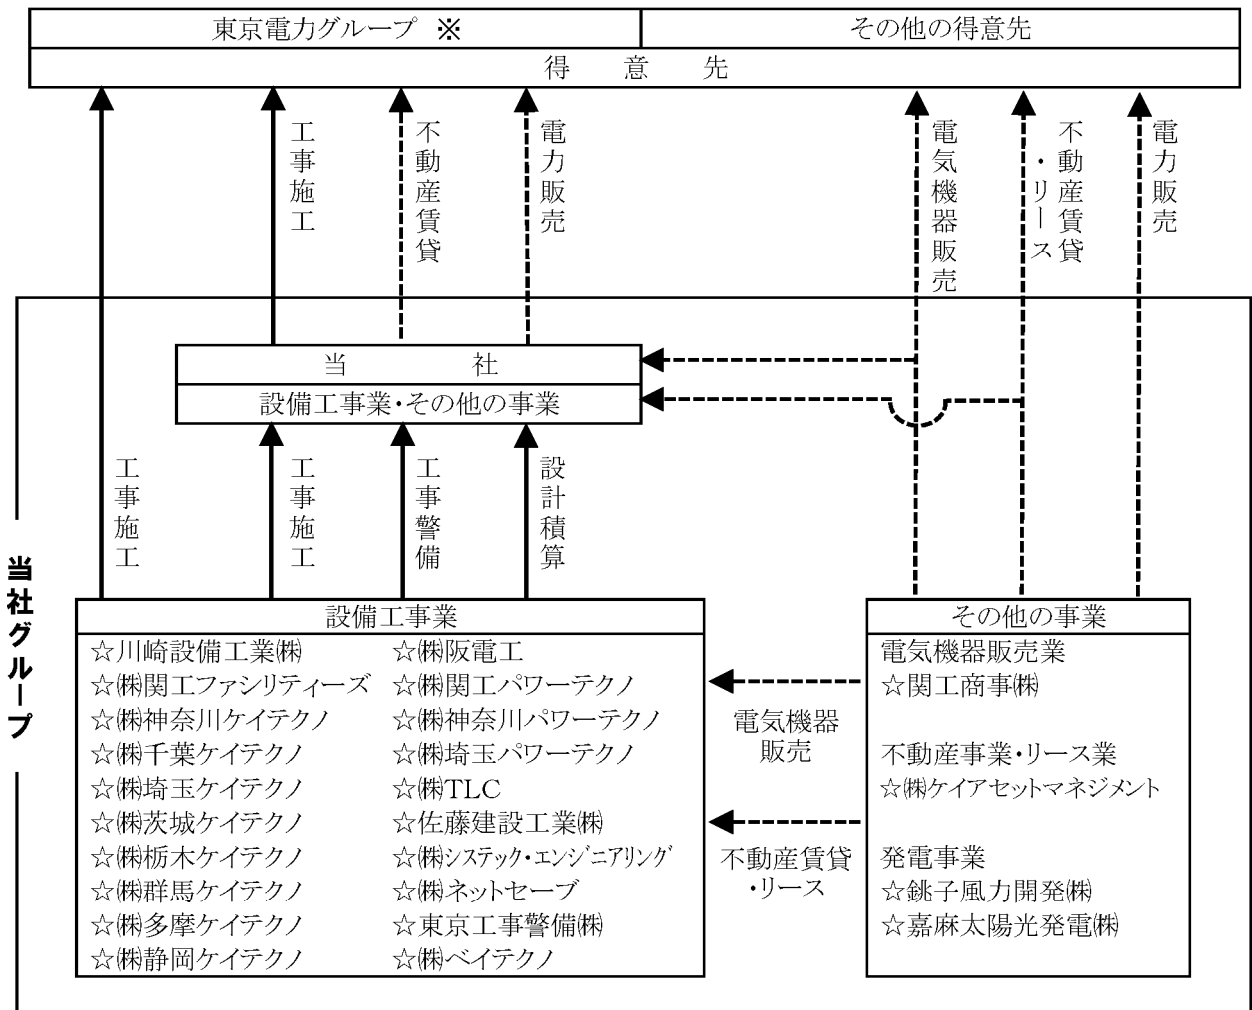 東京電力グループ ※
その他の得意先
得意先
工事施工
不動産賃貸
電力販売
電気機器販売
不動産賃貸
・リース
電力販売
当社
設備工事業・その他の事業
工事施工
工事施工
工事警備
設計積算
当社グループ
設備工事業
☆川崎設備工業㈱
☆㈱関工ファシリティーズ
☆㈱神奈川ケイテクノ
☆㈱千葉ケイテクノ
☆㈱埼玉ケイテクノ
☆㈱茨城ケイテクノ
☆㈱栃木ケイテクノ
☆㈱群馬ケイテクノ
☆㈱多摩ケイテクノ
☆㈱静岡ケイテクノ
☆㈱阪電工
☆㈱関工パワーテクノ
☆㈱神奈川パワーテクノ
☆㈱埼玉パワーテクノ
☆㈱TLC
☆佐藤建設工業㈱
☆㈱システック・エンジニアリング
☆㈱ネットセーブ
☆東京工事警備㈱
☆㈱ベイテクノ
電気機器
販売
不動産賃貸
・リース
その他の事業
電気機器販売業
☆関工商事㈱
不動産事業・リース業
☆㈱ケイアセットマネジメント
発電事業
☆銚子風力開発㈱
☆嘉麻太陽光発電㈱